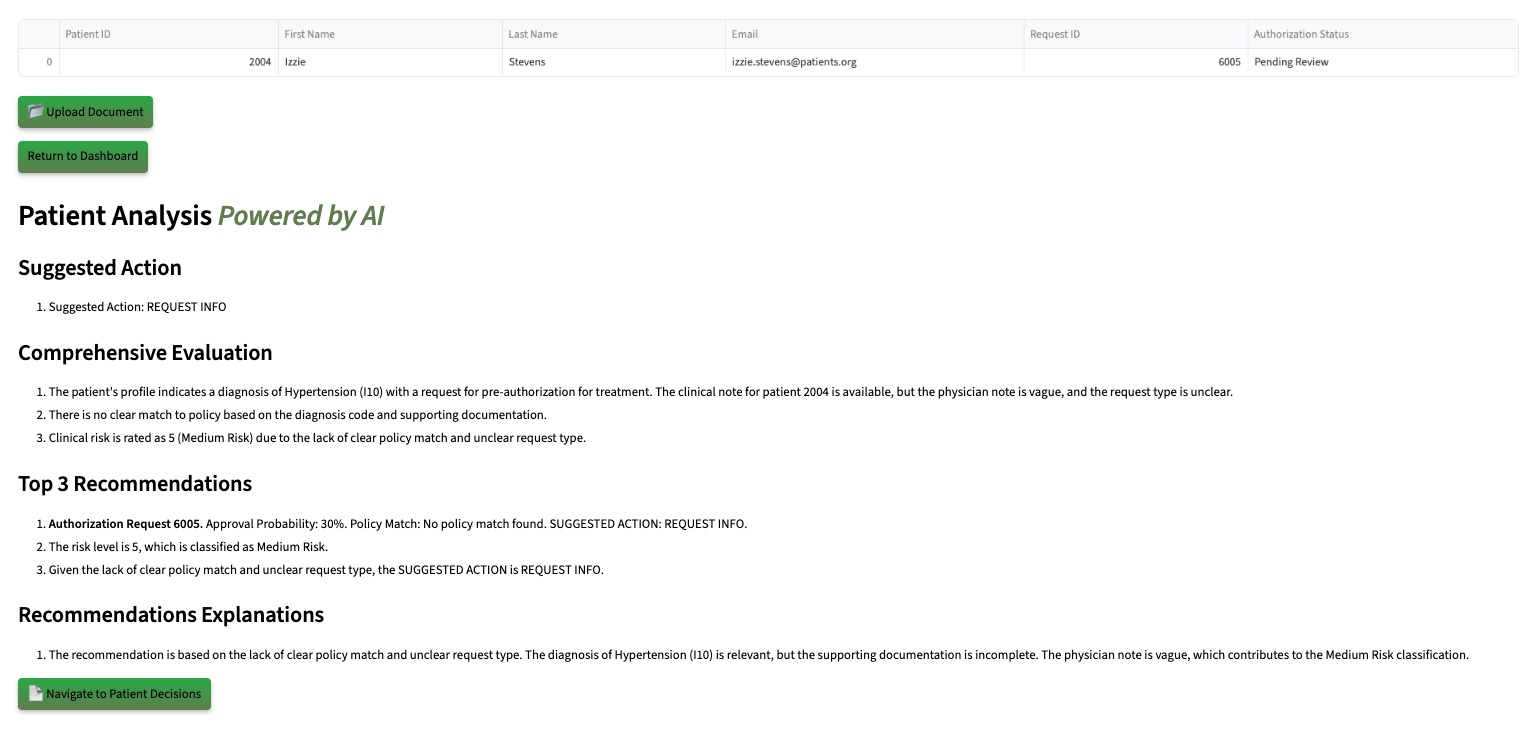 Patient ID First Name Last Name Email Request ID Authorization Status
0 2004 Izzie Stevens izzie.stevens@patients.org 6005 Pending Review
Upload Document
Return to Dashboard
Patient Analysis Powered by AI
Suggested Action
1. Suggested Action: REQUEST INFO
Comprehensive Evaluation
1. The patient's profile indicates a diagnosis of Hypertension (I10) with a request for pre-authorization for treatment. The clinical note for patient 2004 is available, but the physician note is vague, and the request type is unclear.
2. There is no clear match to policy based on the diagnosis code and supporting documentation.
3. Clinical risk is rated as 5 (Medium Risk) due to the lack of clear policy match and unclear request type.
Top 3 Recommendations
1. Authorization Request 6005. Approval Probability: 30%. Policy Match: No policy match found. SUGGESTED ACTION: REQUEST INFO.
2. The risk level is 5, which is classified as Medium Risk.
3. Given the lack of clear policy match and unclear request type, the SUGGESTED ACTION is REQUEST INFO.
Recommendations Explanations
1. The recommendation is based on the lack of clear policy match and unclear request type. The diagnosis of Hypertension (I10) is relevant, but the supporting documentation is incomplete. The physician note is vague, which contributes to the Medium Risk classification.
Navigate to Patient Decisions